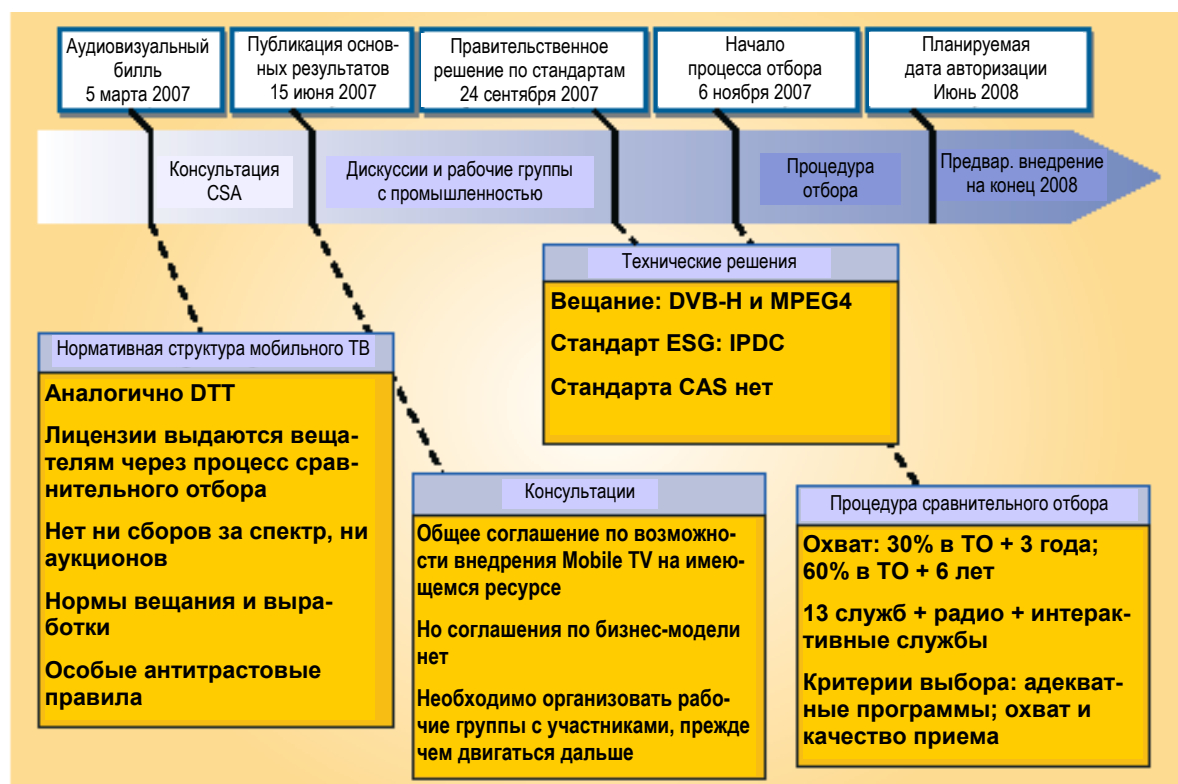 Аудиовизуальный
билль
5 марта 2007
Публикация основ-
ных результатов
15 июня 2007
Правительственное
решение по стандартам
24 сентября 2007
Начало
процесса отбора
6 ноября 2007
Планируемая
дата авторизации
Июнь 2008
Консультация
CSA
Дискуссии и рабочие группы
с промышленностью
Процедура
отбора
Предвар. внедрение
на конец 2008
Технические решения
Вещание: DVB-H и MPEG4
Стандарт ESG: IPDC
Стандарта CAS нет
Нормативная структура мобильного ТВ
Аналогично DTT
Лицензии выдаются веща-
телям через процесс срав-
нительного отбора
Нет ни сборов за спектр, ни
аукционов
Нормы вещания и выра-
ботки
Особые антитрастовые
правила
Консультации
Общее соглашение по возможно-
сти внедрения Mobile TV на имею-
щемся ресурсе
Но соглашения по бизнес-модели
нет
Необходимо организовать рабо-
чие группы с участниками, прежде
чем двигаться дальше
Процедура сравнительного отбора
Охват: 30% в ТО + 3 года;
60% в ТО + 6 лет
13 служб + радио + интерак-
тивные службы
Критерии выбора: адекват-
ные программы; охват и
качество приема